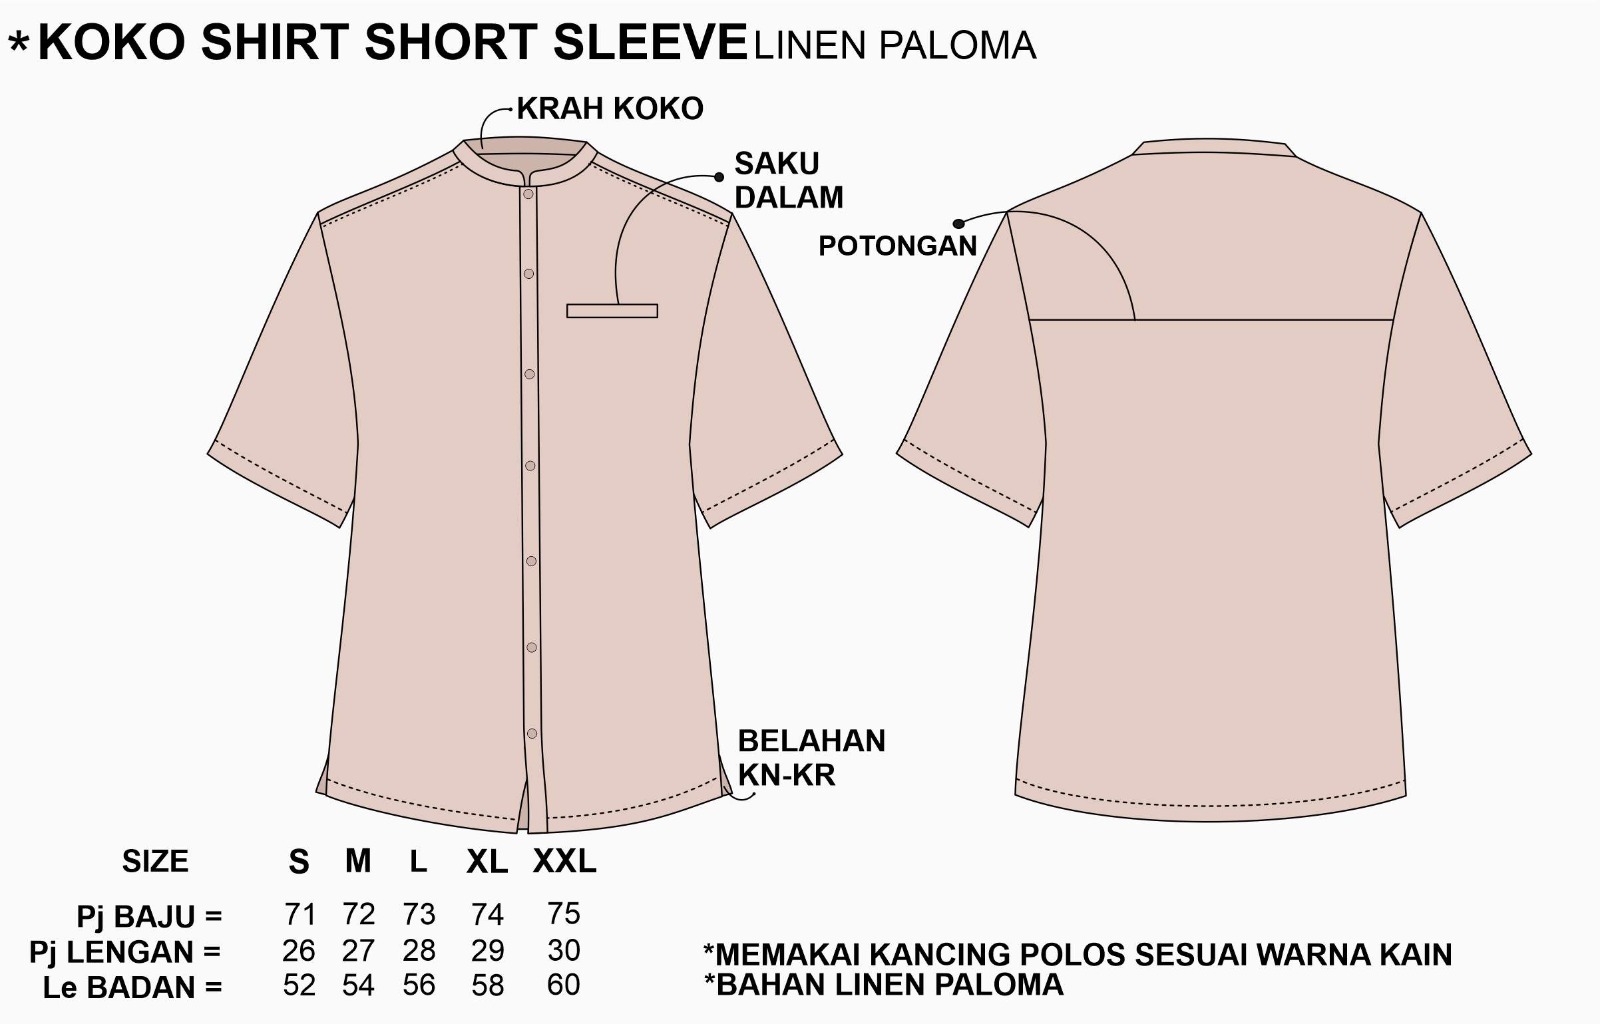 *KOKO SHIRT SHORT SLEEVE LINEN PALOMA
KRAH KOKO
SAKU
DALAM
POTONGAN
BELAHAN
KN-KR
SIZE S M L XL XXL
Pj BAJU = 71 72 73 74 75
Pj LENGAN = 26 27 28 29 30
Le BADAN = 52 54 56 58 60
*MEMAKAI KANCING POLOS SESUAI WARNA KAIN
*BAHAN LINEN PALOMA